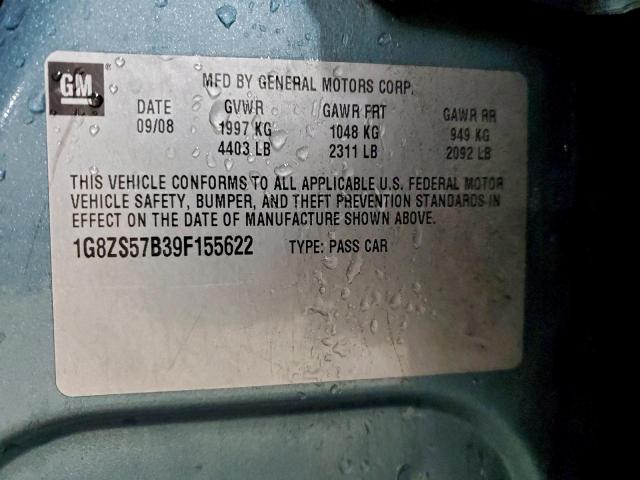 GM
MFD BY GENERAL MOTORS CORP.
DATE GVWR GAWR FRT GAWR RR
09/08 1997 KG 1048 KG 949 KG
4403 LB 2311 LB 2092 LB
THIS VEHICLE CONFORMS TO ALL APPLICABLE U.S. FEDERAL MOTOR
VEHICLE SAFETY, BUMPER, AND THEFT PREVENTION STANDARDS IN
EFFECT ON THE DATE OF MANUFACTURE SHOWN ABOVE.
1G8ZS57B39F155622 TYPE: PASS CAR